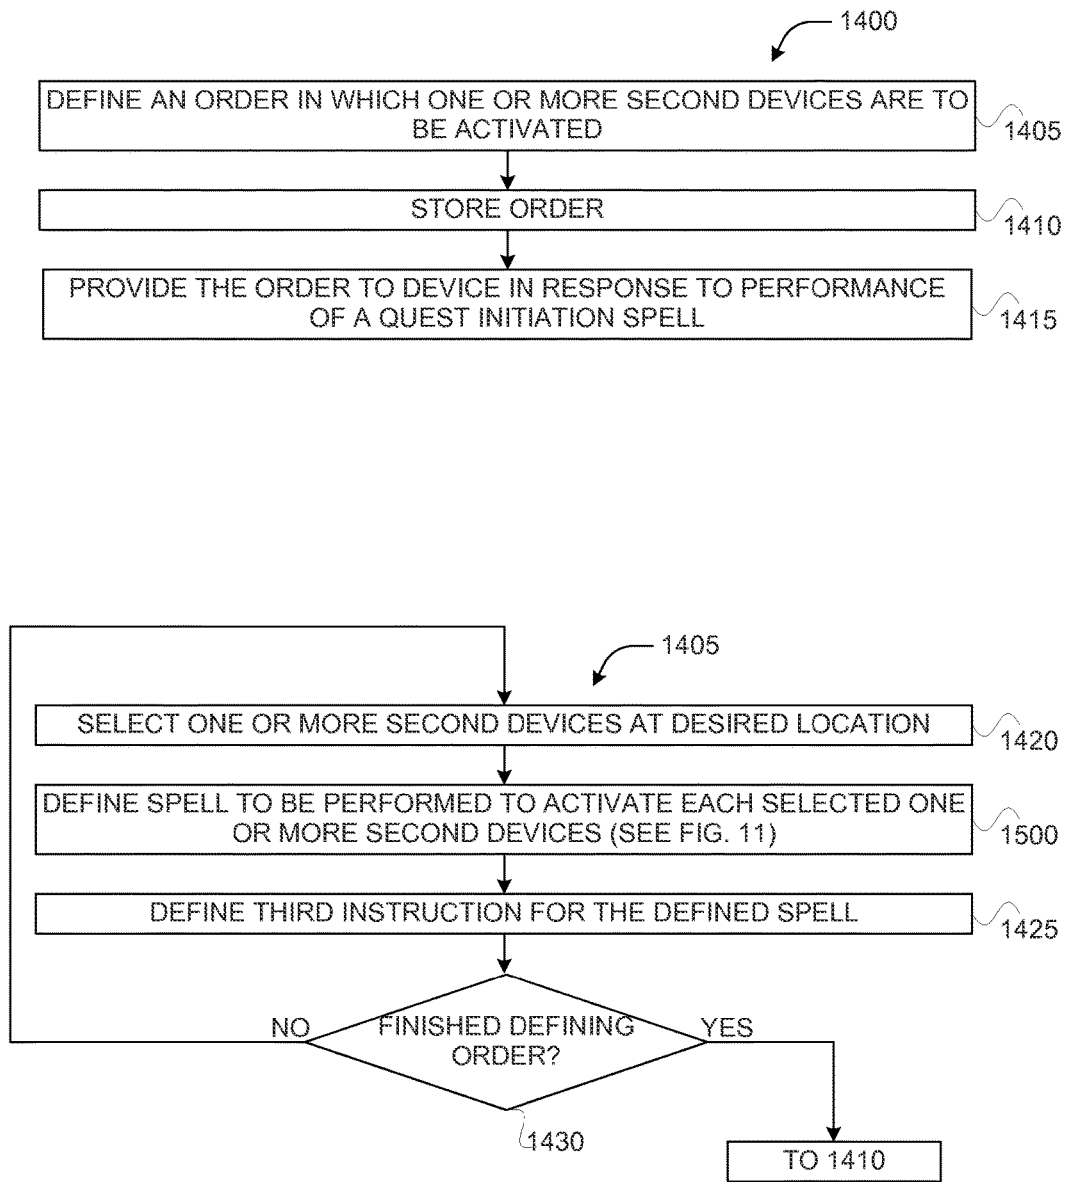 1400
DEFINE AN ORDER IN WHICH ONE OR MORE SECOND DEVICES ARE TO
BE ACTIVATED
1405
STORE ORDER
1410
PROVIDE THE ORDER TO DEVICE IN RESPONSE TO PERFORMANCE
OF A QUEST INITIATION SPELL
1415
1405
SELECT ONE OR MORE SECOND DEVICES AT DESIRED LOCATION
1420
DEFINE SPELL TO BE PERFORMED TO ACTIVATE EACH SELECTED ONE
OR MORE SECOND DEVICES (SEE FIG. 11)
1500
DEFINE THIRD INSTRUCTION FOR THE DEFINED SPELL
1425
NO
FINISHED DEFINING
ORDER?
YES
1430
TO 1410